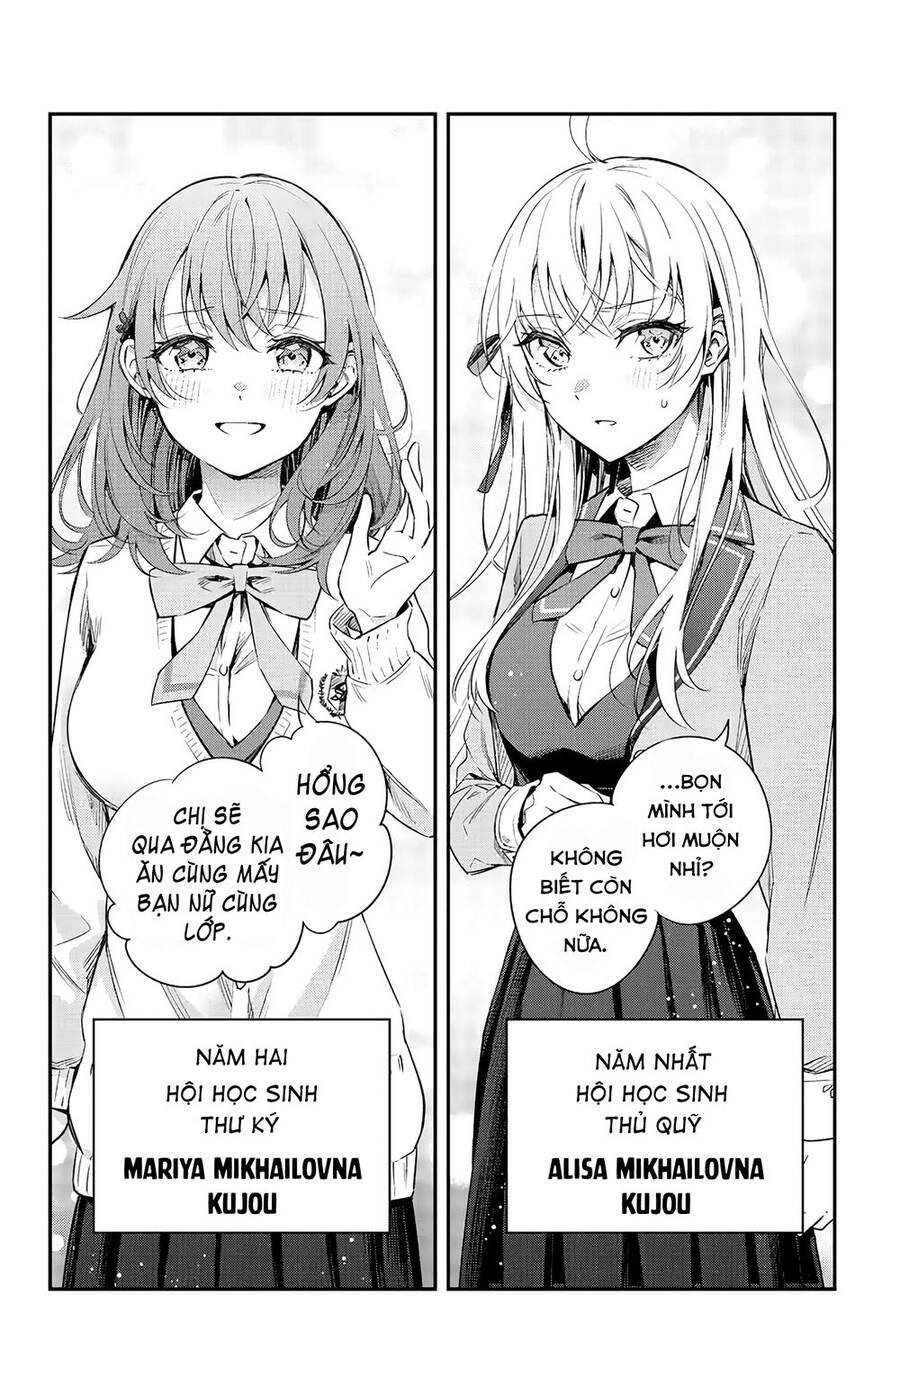 ...BỌN
MÌNH TỚI
HƠI MUỘN
NHỈ?
KHÔNG
BIẾT CÒN
CHỖ KHÔNG
NỮA.
NĂM NHẤT
HỘI HỌC SINH
THỦ QUỸ
ALISA MIKHAILOVNA
KUJOU
HỔNG
SAO
ĐÂU~
CHỊ SẼ
QUA ĐẰNG KIA
ĂN CÙNG MẤY
BẠN NỮ CÙNG
LỚP.
NĂM HAI
HỘI HỌC SINH
THƯ KÝ
MARIYA MIKHAILOVNA
KUJOU